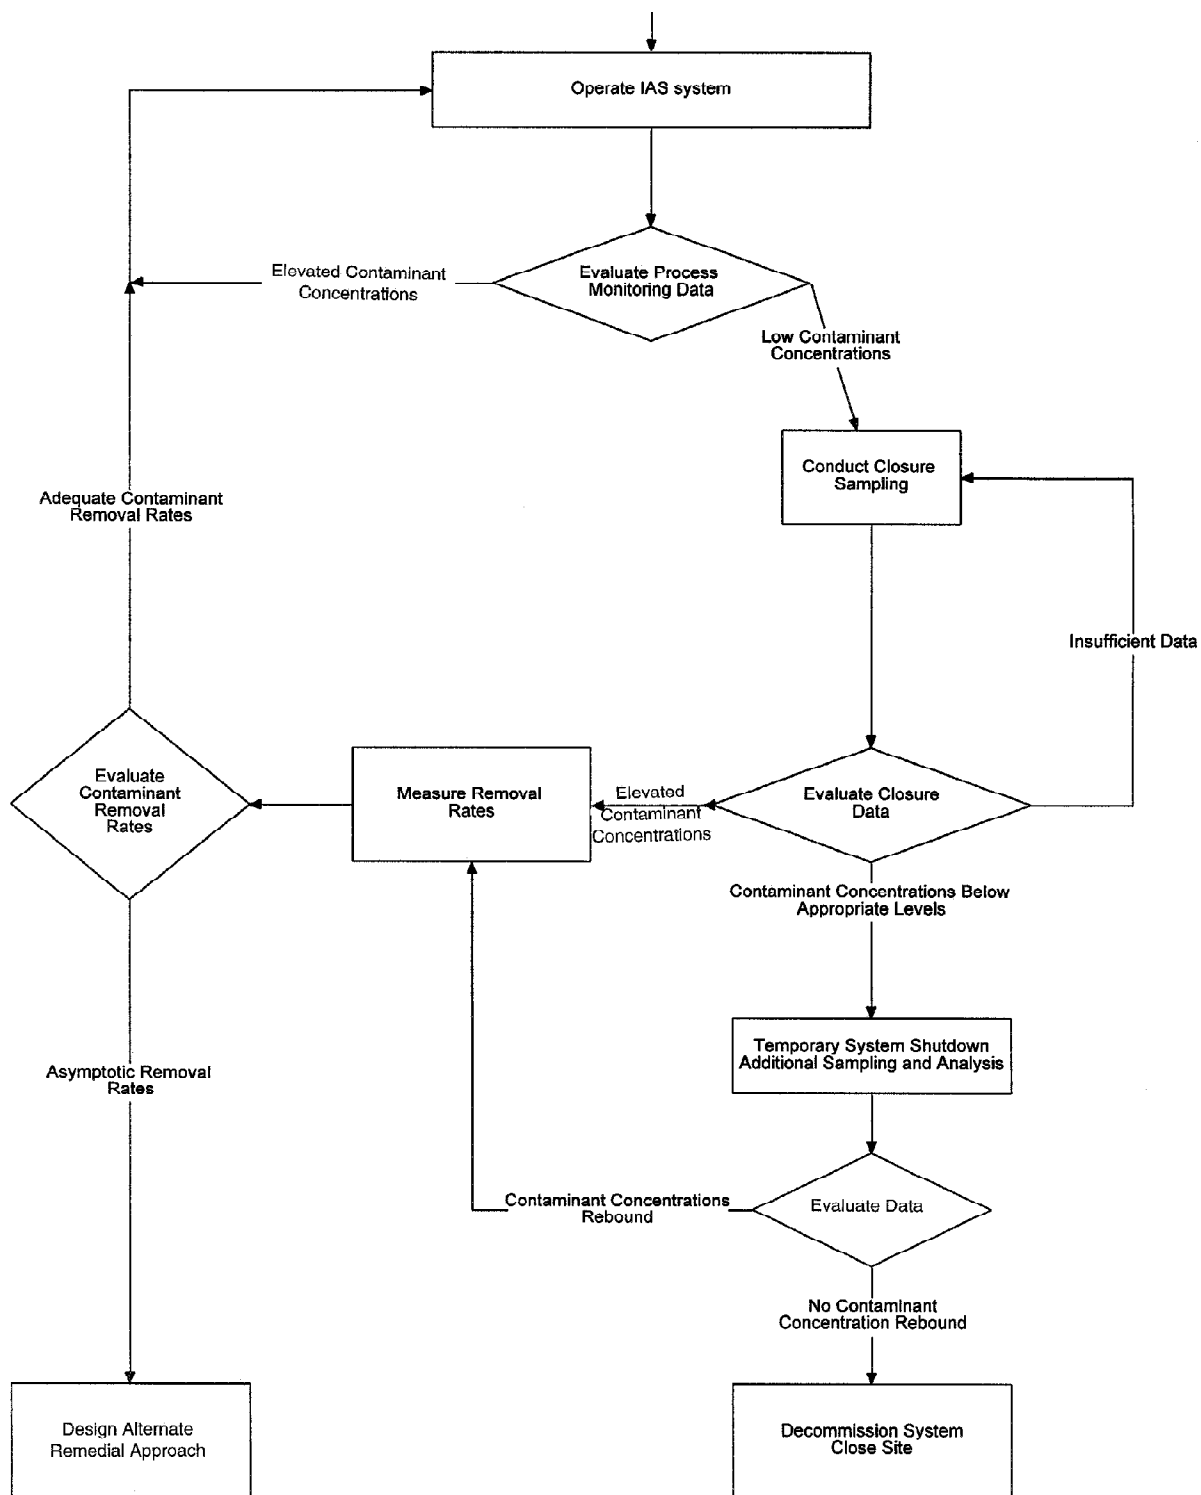 Operate IAS system
Evaluate Process
Monitoring Data
Elevated Contaminant
Concentrations
Low Contaminant
Concentrations
Conduct Closure
Sampling
Adequate Contaminant
Removal Rates
Insufficient Data
Evaluate
Contaminant
Removal
Rates
Measure Removal
Rates
Elevated
Contaminant
Concentrations
Evaluate Closure
Data
Contaminant Concentrations Below
Appropriate Levels
Temporary System Shutdown
Additional Sampling and Analysis
Asymptotic Removal
Rates
Contaminant Concentrations
Rebound
Evaluate Data
No Contaminant
Concentration Rebound
Design Alternate
Remedial Approach
Decommission System
Close Site